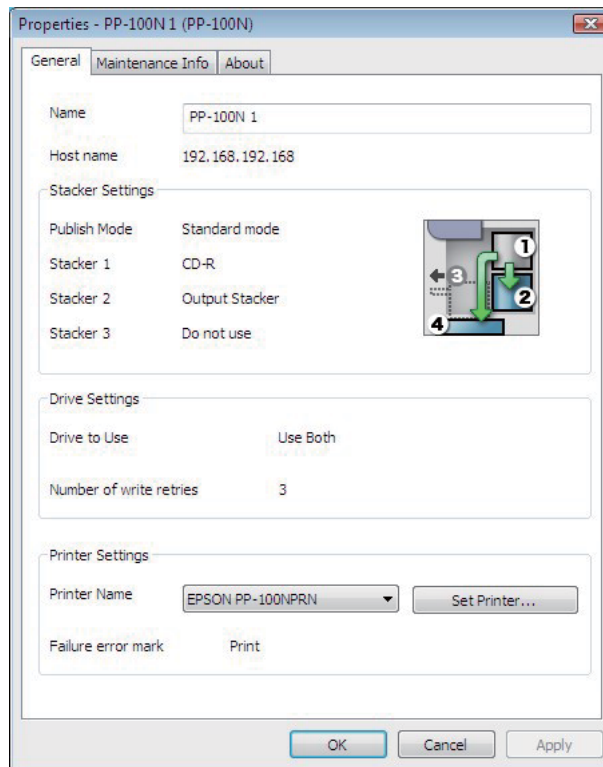 Properties - PP-100N 1 (PP-100N)
General Maintenance Info About
Name PP-100N 1
Host name 192.168.192.168
Stacker Settings
Publish Mode Standard mode
Stacker 1 CD-R
Stacker 2 Output Stacker
Stacker 3 Do not use
1
3
2
4
Drive Settings
Drive to Use Use Both
Number of write retries 3
Printer Settings
Printer Name EPSON PP-100NPRN Set Printer...
Failure error mark Print
OK Cancel Apply